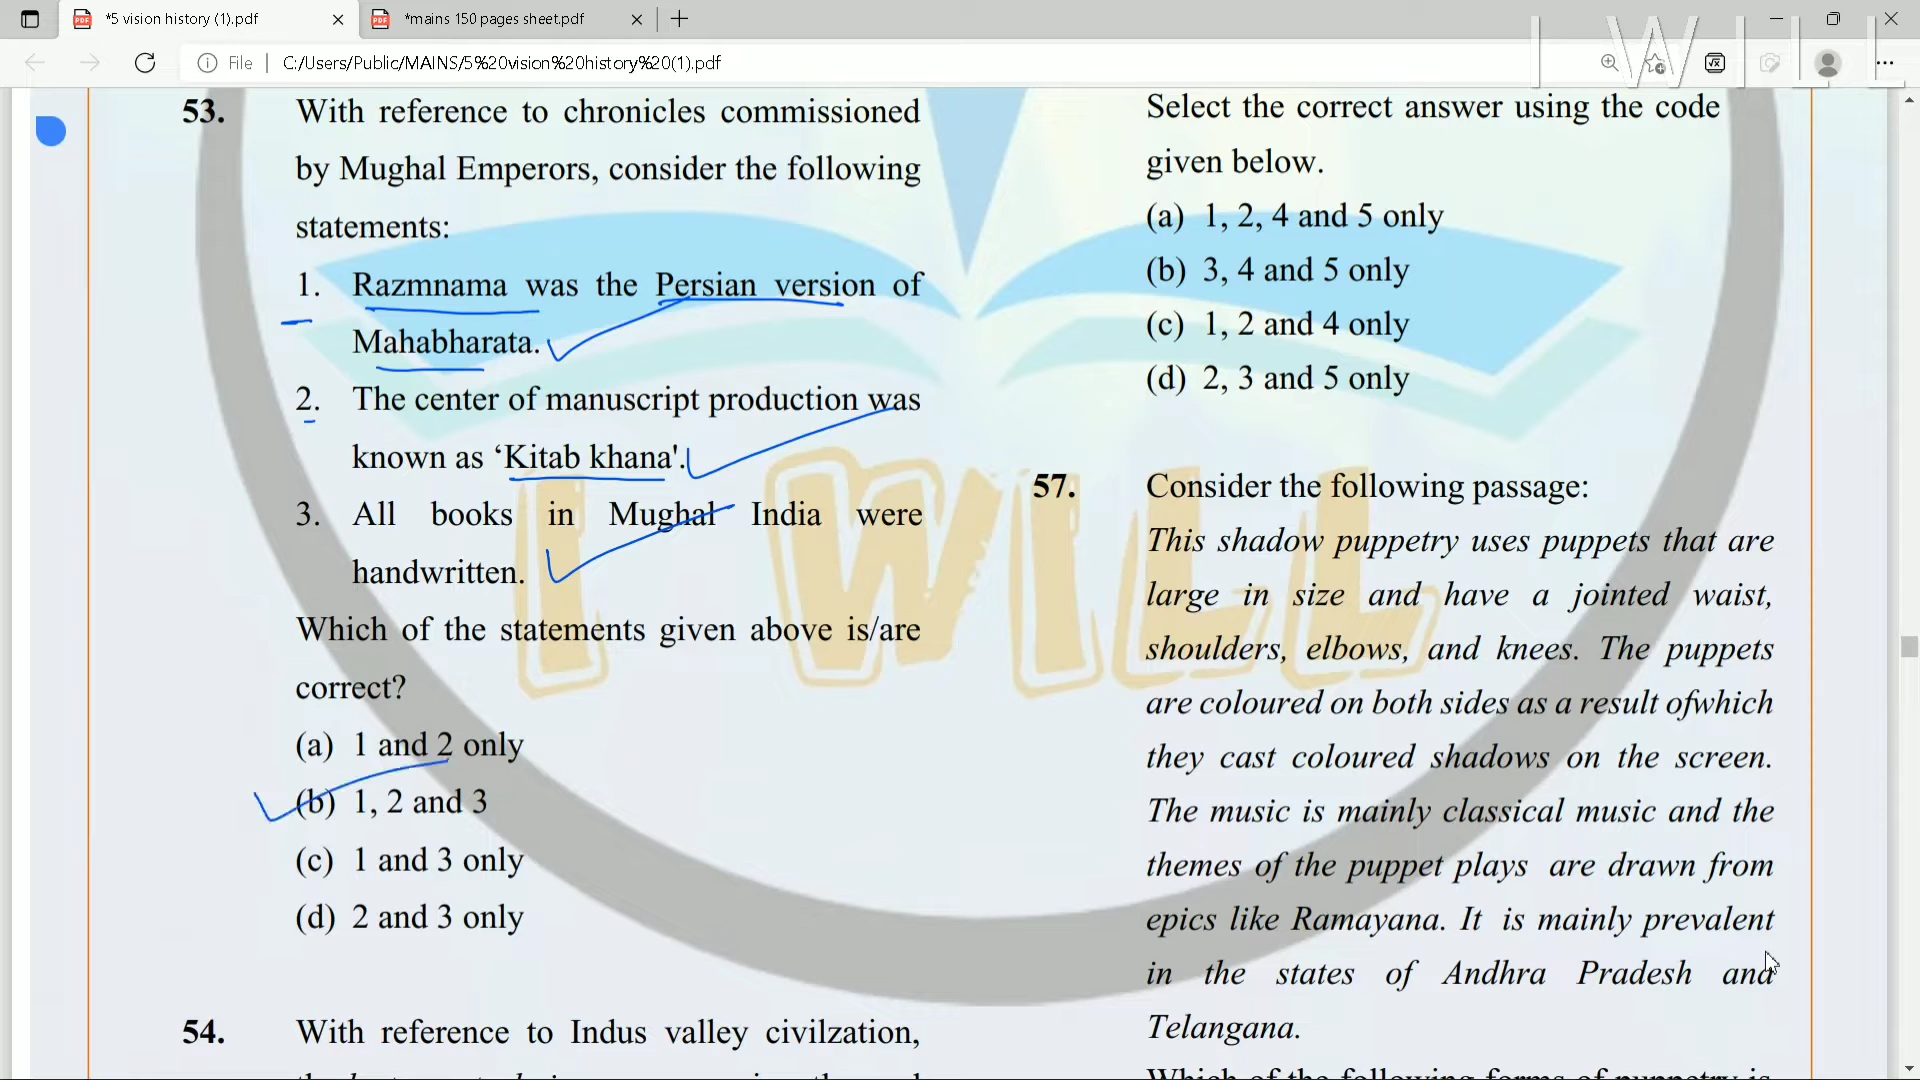 *5 vision history (1).pdf
*mains 150 pages sheet.pdf
I WILL
File
C:/Users/Public/MAINS/5%20vision%20history%20(1).pdf
53. With reference to chronicles commissioned
by Mughal Emperors, consider the following
statements:
1. Razmnama was the Persian version of
Mahabharata.
2. The center of manuscript production was
known as ‘Kitab khana'.
3. All books in Mughal India were
handwritten.
Which of the statements given above is/are
correct?
(a) 1 and 2 only
(b) 1, 2 and 3
(c) 1 and 3 only
(d) 2 and 3 only
54. With reference to Indus valley civilzation,
Select the correct answer using the code
given below.
(a) 1, 2, 4 and 5 only
(b) 3, 4 and 5 only
(c) 1, 2 and 4 only
(d) 2, 3 and 5 only
57. Consider the following passage:
This shadow puppetry uses puppets that are
large in size and have a jointed waist,
shoulders, elbows, and knees. The puppets
are coloured on both sides as a result ofwhich
they cast coloured shadows on the screen.
The music is mainly classical music and the
themes of the puppet plays are drawn from
epics like Ramayana. It is mainly prevalent
in the states of Andhra Pradesh and
Telangana.
Which of the following forms of puppetry is
I WILL